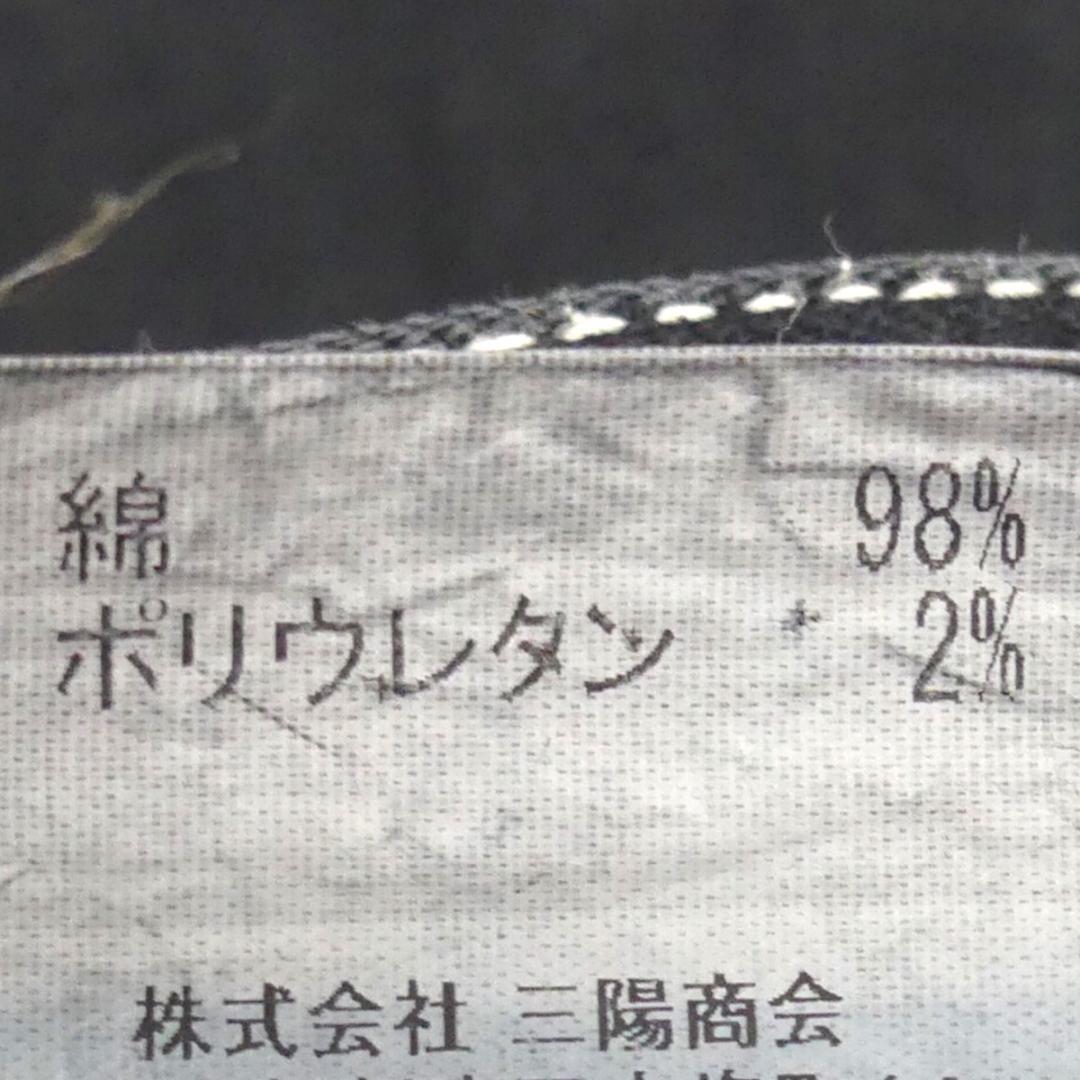 綿 98%
ポリウレタン 2%
株式会社 三陽商会